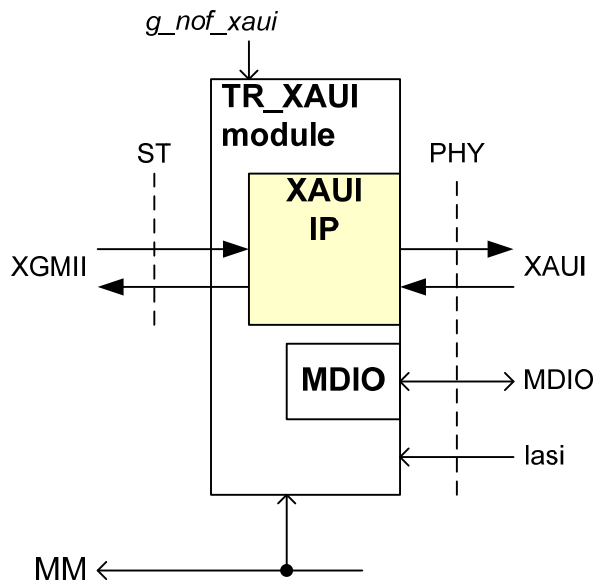 g_nof_xaui
TR_XAUI
module
ST
PHY
XAUI
IP
XGMII
XAUI
MDIO
MDIO
lasi
MM